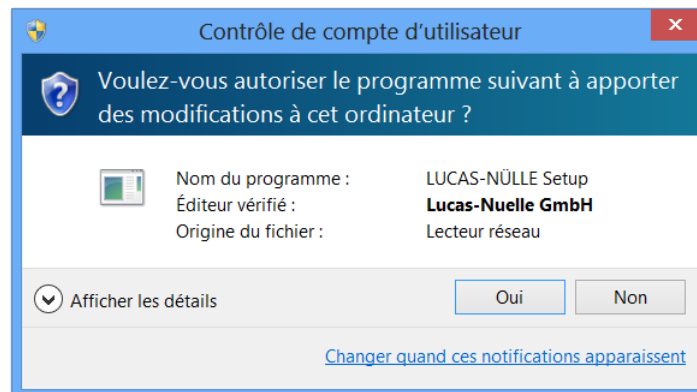 Contrôle de compte d’utilisateur
Voulez-vous autoriser le programme suivant à apporter
des modifications à cet ordinateur ?
Nom du programme : LUCAS-NÜLLE Setup
Éditeur vérifié : Lucas-Nuelle GmbH
Origine du fichier : Lecteur réseau
Afficher les détails Oui Non
Changer quand ces notifications apparaissent